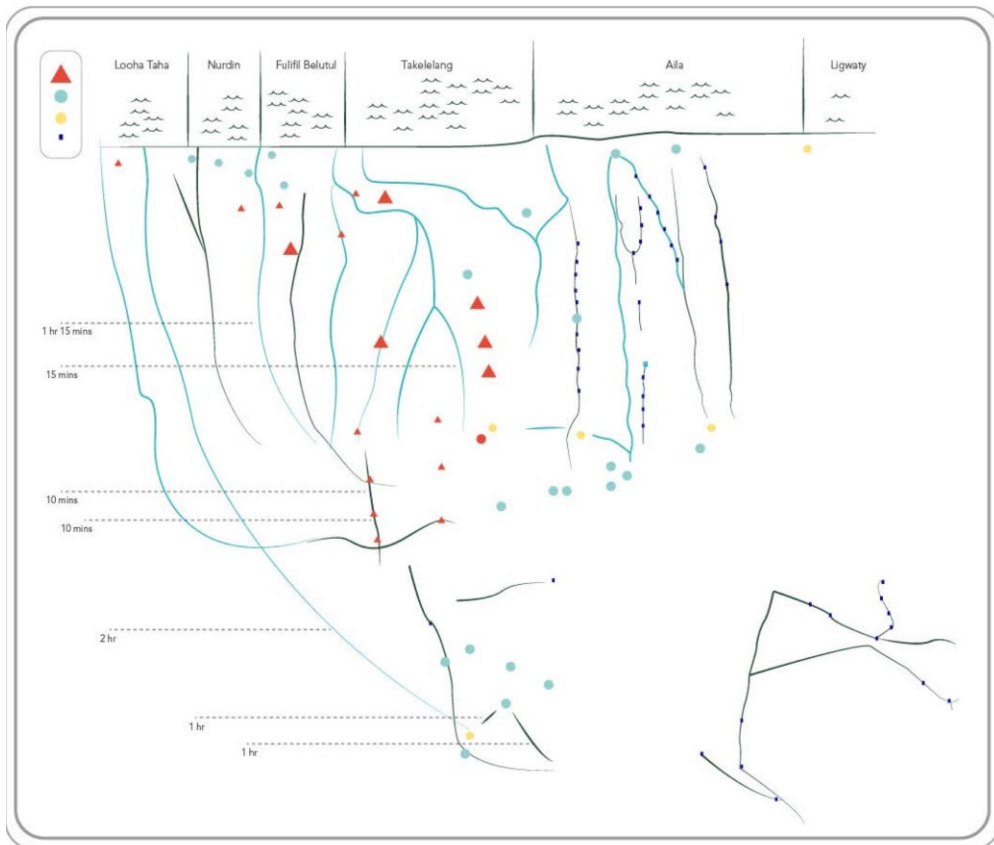 Looha Taha
Nurdin
Fulifil Belutul
Takelelang
Aila
Ligwaty
1 hr 15 mins
15 mins
10 mins
10 mins
2 hr
1 hr
1 hr